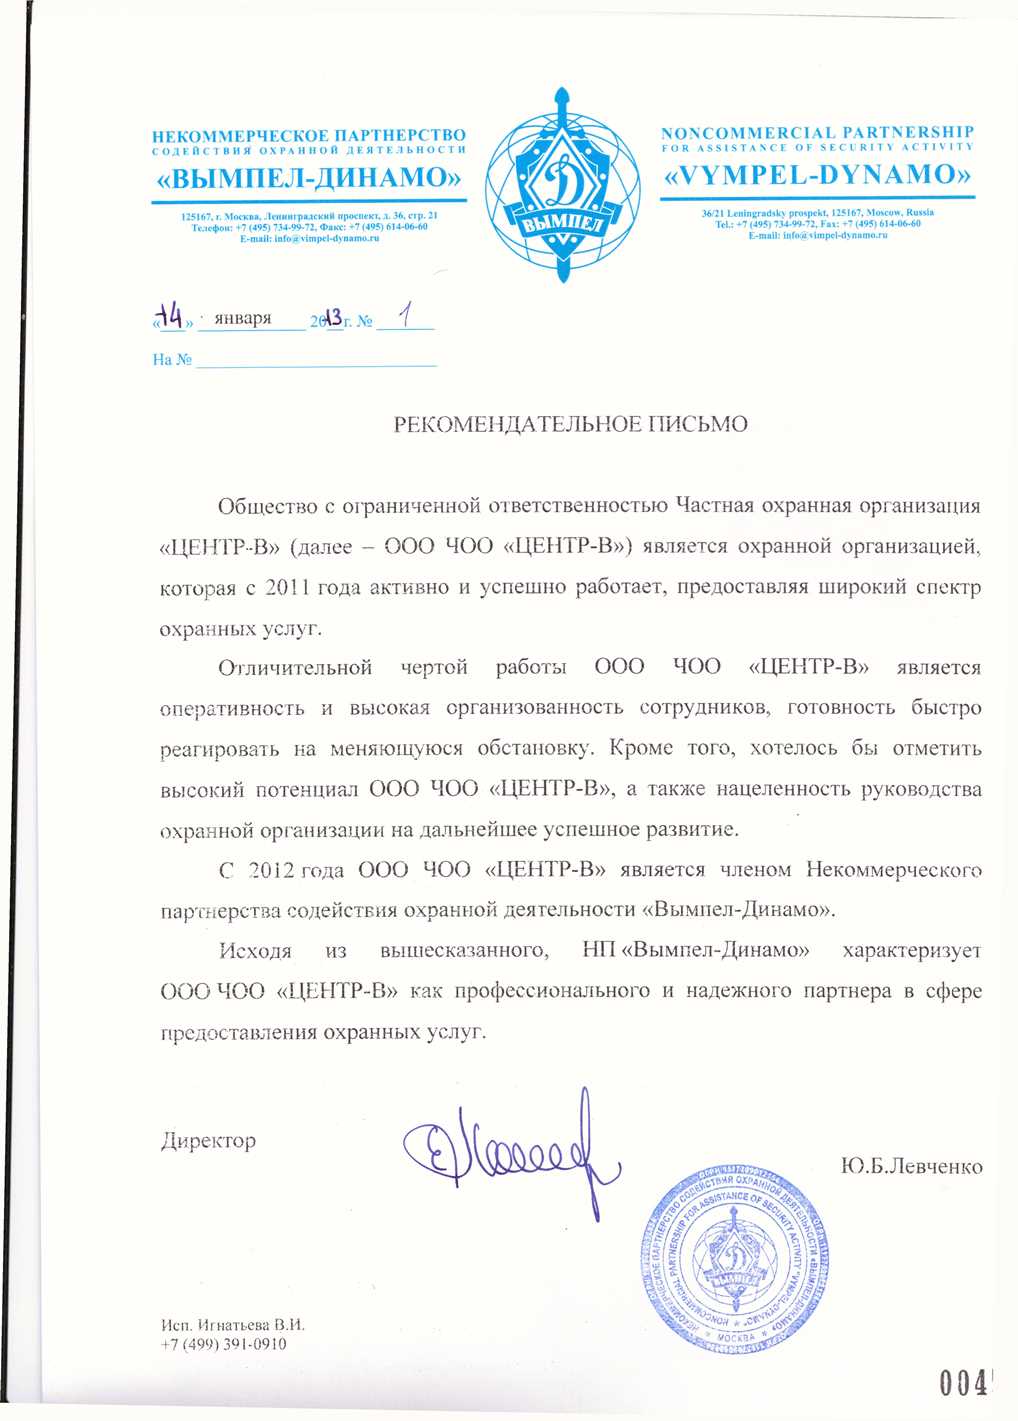 НЕКОММЕРЧЕСКОЕ ПАРТНЕРСТВО
СОДЕЙСТВИЯ ОХРАННОЙ ДЕЯТЕЛЬНОСТИ
«ВЫМПЕЛ-ДИНАМО»
125167, г. Москва, Ленинградский проспект, д. 36, стр. 21
Телефон: +7 (495) 734-99-72, Факс: +7 (495) 614-06-60
E-mail: info@vimpel-dynamo.ru
Д
ВЫМПЕЛ
NONCOMMERCIAL PARTNERSHIP
FOR ASSISTANCE OF SECURITY ACTIVITY
«VYMPEL-DYNAMO»
36/21 Leningradsky prospekt, 125167, Moscow, Russia
Tel.: +7 (495) 734-99-72, Fax: +7 (495) 614-06-60
E-mail: info@vimpel-dynamo.ru
«14» января 2013 г. № 1
На №
РЕКОМЕНДАТЕЛЬНОЕ ПИСЬМО
Общество с ограниченной ответственностью Частная охранная организация
«ЦЕНТР-В» (далее – ООО ЧОО «ЦЕНТР-В») является охранной организацией,
которая с 2011 года активно и успешно работает, предоставляя широкий спектр
охранных услуг.
Отличительной чертой работы ООО ЧОО «ЦЕНТР-В» является
оперативность и высокая организованность сотрудников, готовность быстро
реагировать на меняющуюся обстановку. Кроме того, хотелось бы отметить
высокий потенциал ООО ЧОО «ЦЕНТР-В», а также нацеленность руководства
охранной организации на дальнейшее успешное развитие.
С 2012 года ООО ЧОО «ЦЕНТР-В» является членом Некоммерческого
партнерства содействия охранной деятельности «Вымпел-Динамо».
Исходя из вышесказанного, НП «Вымпел-Динамо» характеризует
ООО ЧОО «ЦЕНТР-В» как профессионального и надежного партнера в сфере
предоставления охранных услуг.
Директор
Ю.Б.Левченко
НЕКОММЕРЧЕСКОЕ ПАРТНЕРСТВО СОДЕЙСТВИЯ ОХРАННОЙ ДЕЯТЕЛЬНОСТИ «ВЫМПЕЛ-ДИНАМО»
NONCOMMERCIAL PARTNERSHIP FOR ASSISTANCE OF SECURITY ACTIVITY "VYMPEL-DYNAMO"
ВЫМПЕЛ
МОСКВА
Исп. Игнатьева В.И.
+7 (499) 391-0910
004